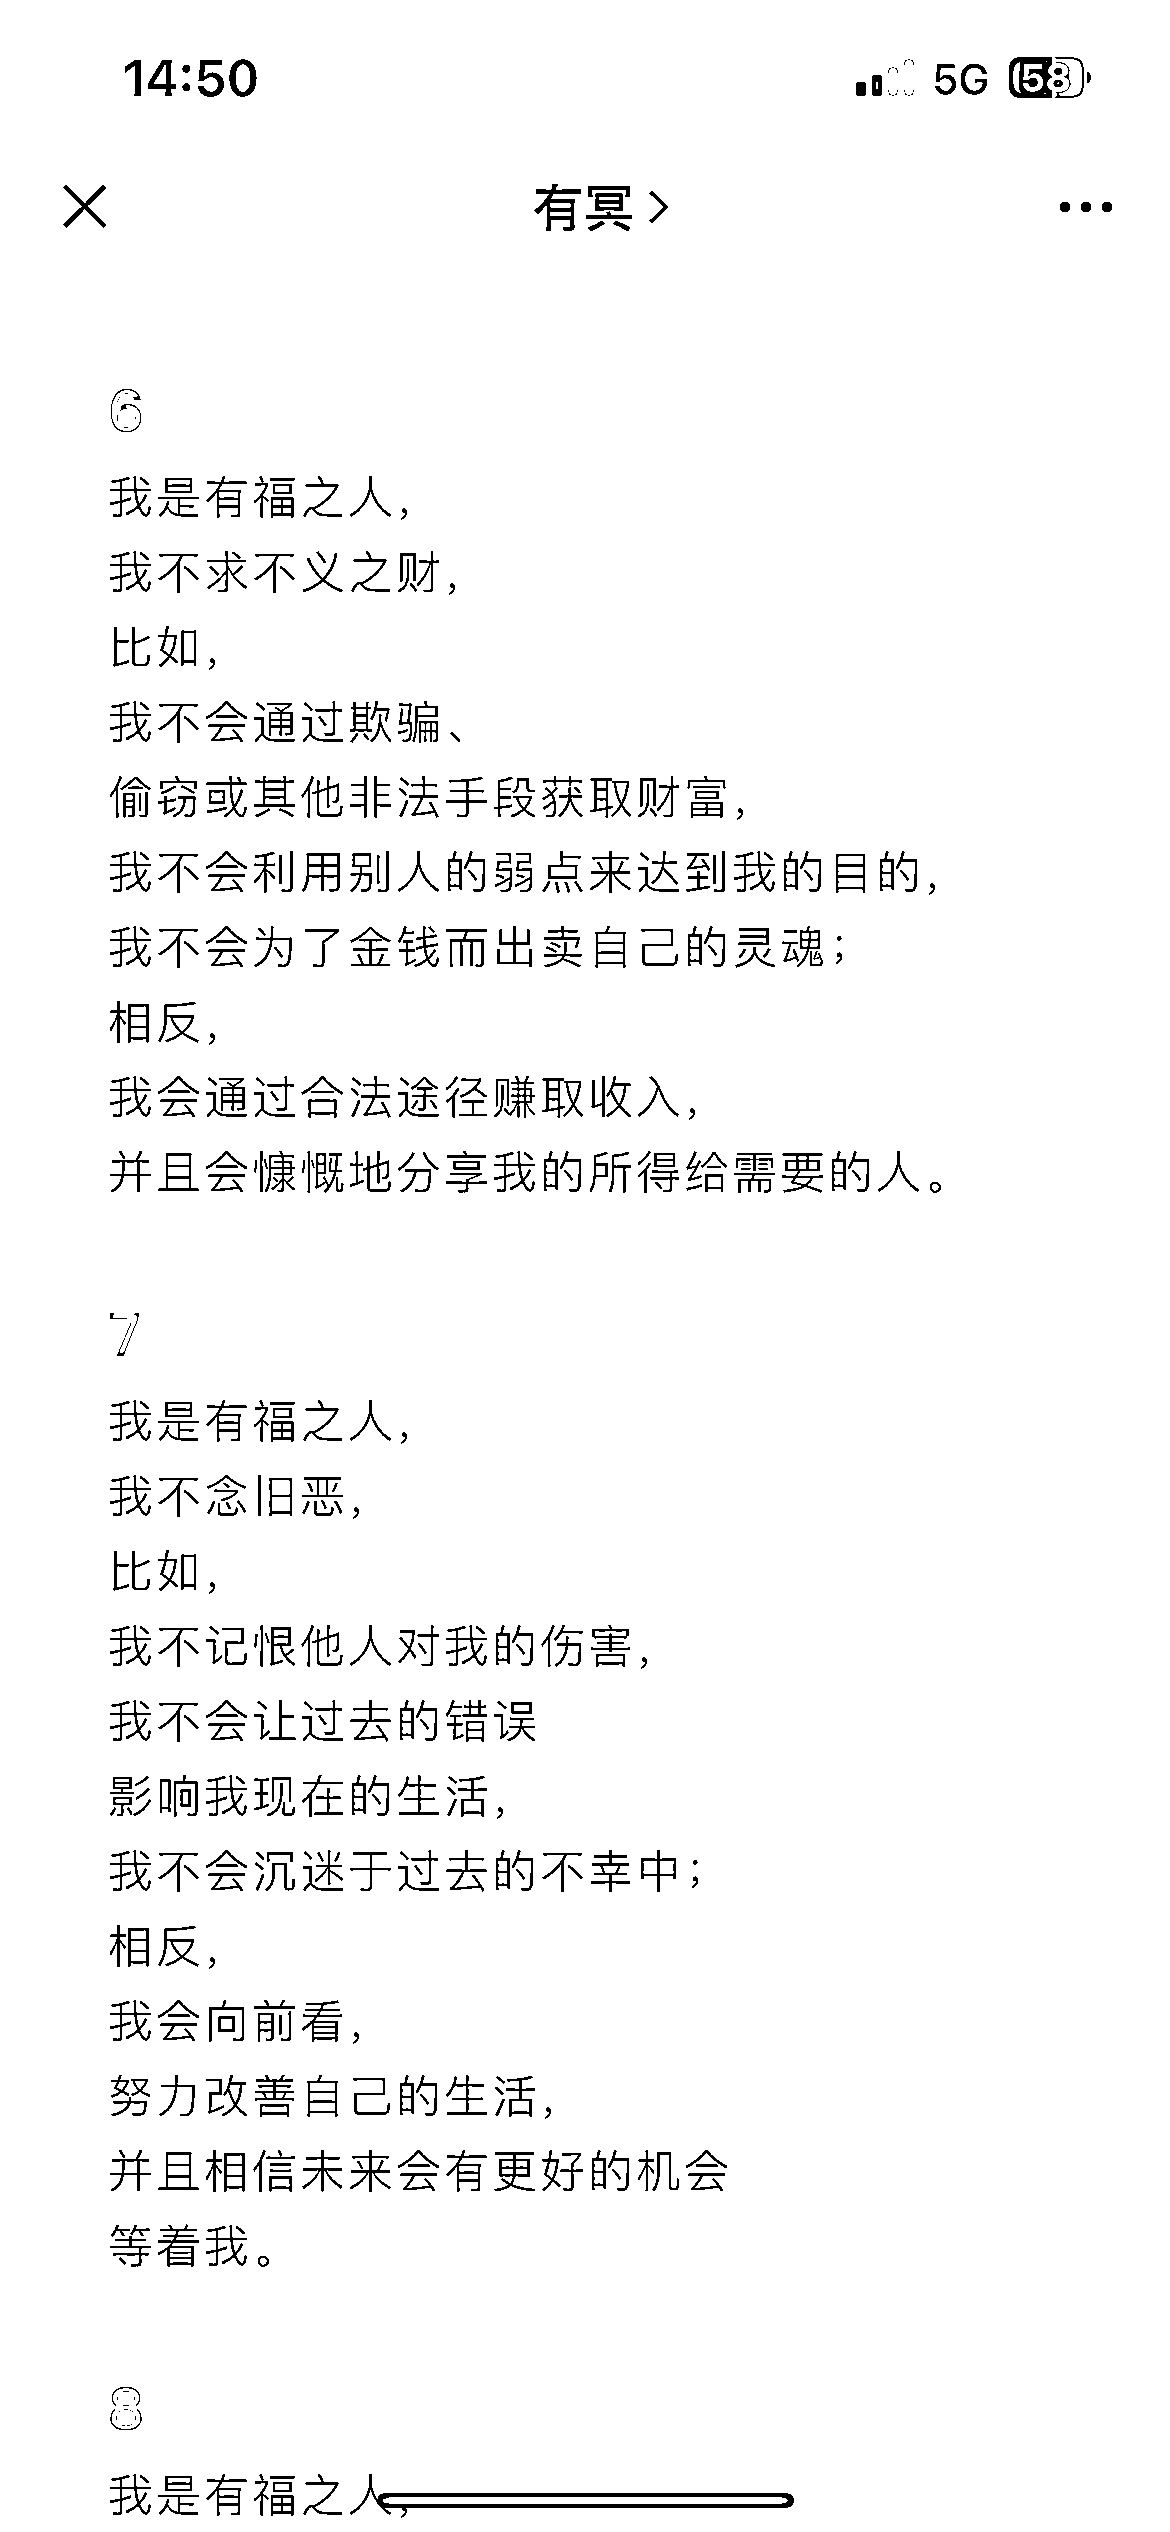 14:50
5G 58
有冥
6
我是有福之人，
我不求不义之财，
比如，
我不会通过欺骗、
偷窃或其他非法手段获取财富，
我不会利用别人的弱点来达到我的目的，
我不会为了金钱而出卖自己的灵魂；
相反，
我会通过合法途径赚取收入，
并且会慷慨地分享我的所得给需要的人。
7
我是有福之人，
我不念旧恶，
比如，
我不记恨他人对我的伤害，
我不会让过去的错误
影响我现在的生活，
我不会沉迷于过去的不幸中；
相反，
我会向前看，
努力改善自己的生活，
并且相信未来会有更好的机会
等着我。
8
我是有福之人，